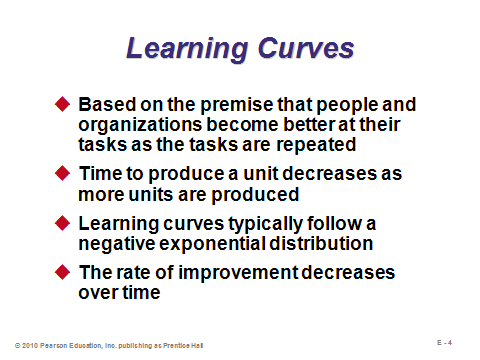 Learning Curves
Based on the premise that people and
organizations become better at their
tasks as the tasks are repeated
Time to produce a unit decreases as
more units are produced
Learning curves typically follow a
negative exponential distribution
The rate of improvement decreases
over time
© 2010 Pearson Education, Inc. publishing as Prentice Hall
E - 4